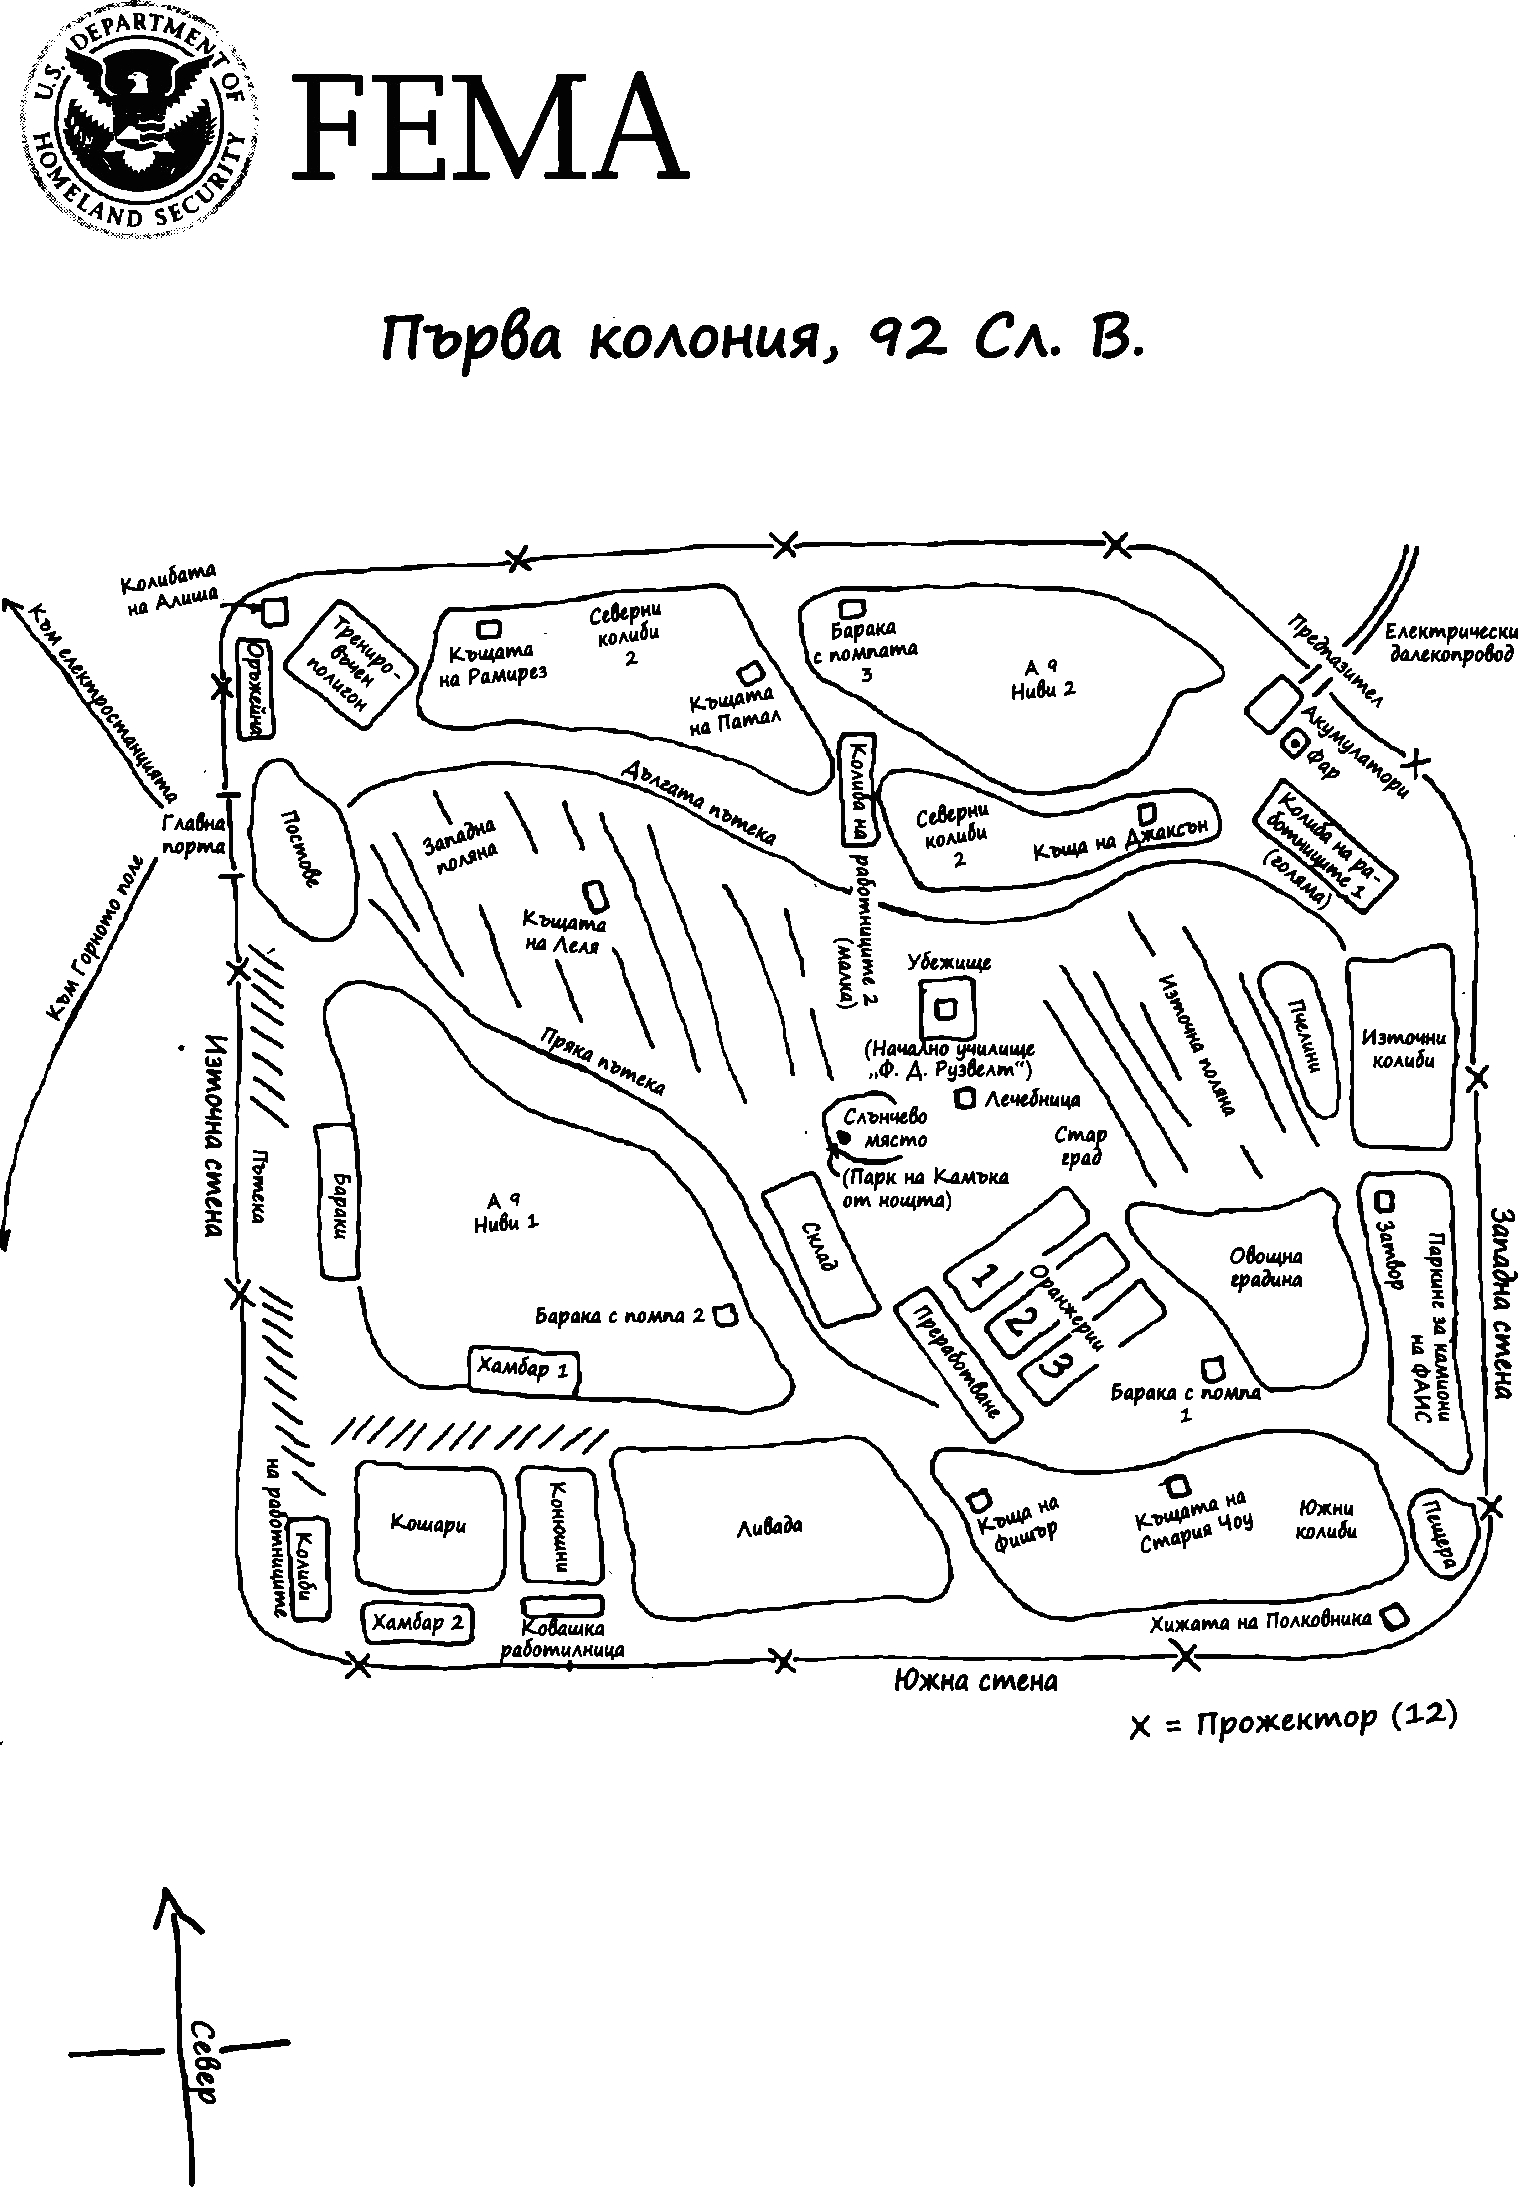 U.S. DEPARTMENT OF
HOMELAND SECURITY
FEMA
Първа колония, 92 Сл. В.
Колибата
на Алиша
Към електростанцията
Главна
порта
Към Горното поле
Оръжейна
Трениро-
въчен
полигон
Постове
Къщата
на Рамирез
Северни
колиби
2
Къщата
на Патал
Барака
с помпата
3
А 9
Ниви 2
Предпазител
Електрически
далекопровод
Акумулатори
Фар
Колиба на ра-
ботниците 1
(голяма)
Дългата пътека
Западна
поляна
Къщата
на Леля
Колиба на работниците 2
(малка)
Северни
колиби
2
Къща на Джаксън
Убежище
(Начално училище
„Ф. Д. Рузвелт“)
Лечебница
Слънчево
място
(Парк на Камъка
от нощта)
Стар
град
Източна поляна
Пчелини
Източни
колиби
Пряка пътека
Източна стена
Пътека
Бараки
А 9
Ниви 1
Барака с помпа 2
Хамбар 1
Склад
Преработване
1
2
3
Оранжерии
Овощна
градина
Барака с помпа
1
Затвор
Паркинг за камиони
на ФАИС
Западна стена
Колиби
на работниците
Кошари
Конюшни
Ливада
Хамбар 2
Ковашка
работилница
Къща на
Фишър
Къщата на
Стария Чоу
Южни
колиби
Пещера
Хижата на Полковника
Южна стена
X = Прожектор (12)
Север